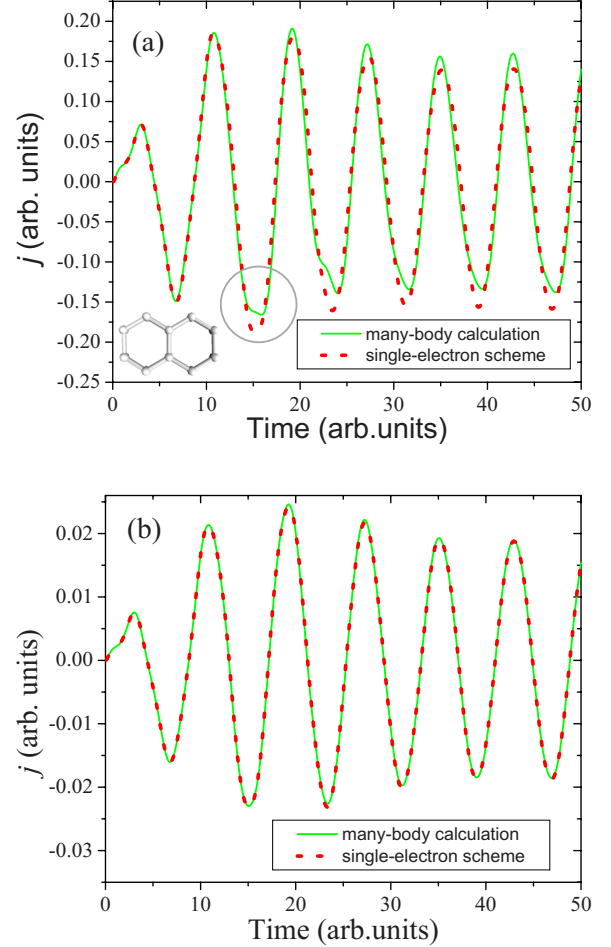 (a)
j (arb. units)
0.20
0.15
0.10
0.05
0.00
-0.05
-0.10
-0.15
-0.20
-0.25
many-body calculation
single-electron scheme
0 10 20 30 40 50
Time (arb.units)
(b)
j (arb. units)
0.02
0.01
0.00
-0.01
-0.02
-0.03
many-body calculation
single-electron scheme
0 10 20 30 40 50
Time (arb.units)